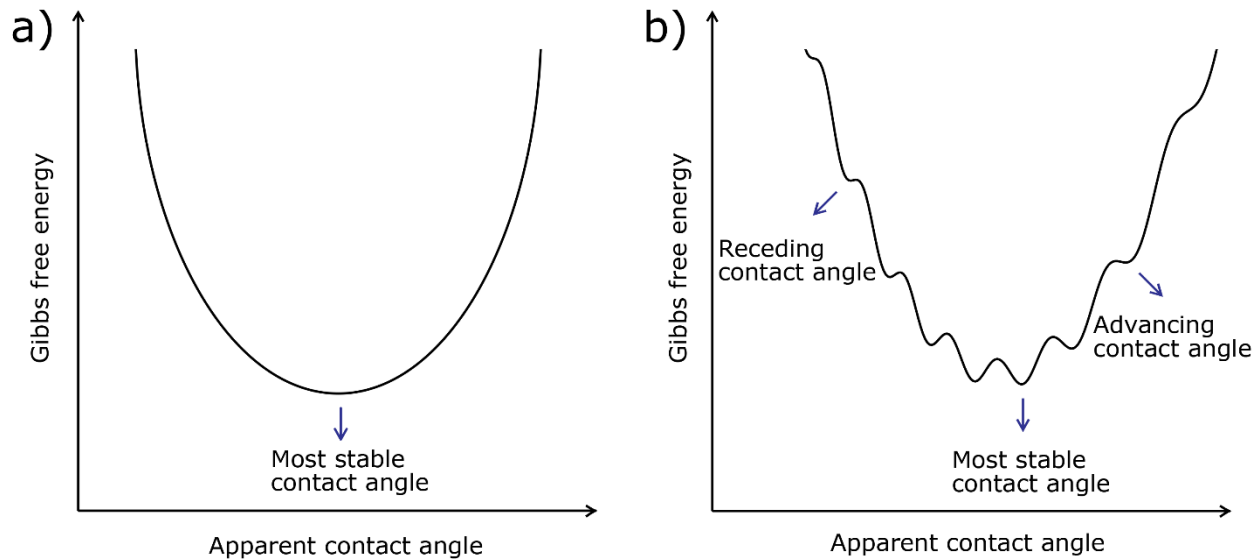 a)
Gibbs free energy
Most stable
contact angle
Apparent contact angle
b)
Gibbs free energy
Receding
contact angle
Advancing
contact angle
Most stable
contact angle
Apparent contact angle